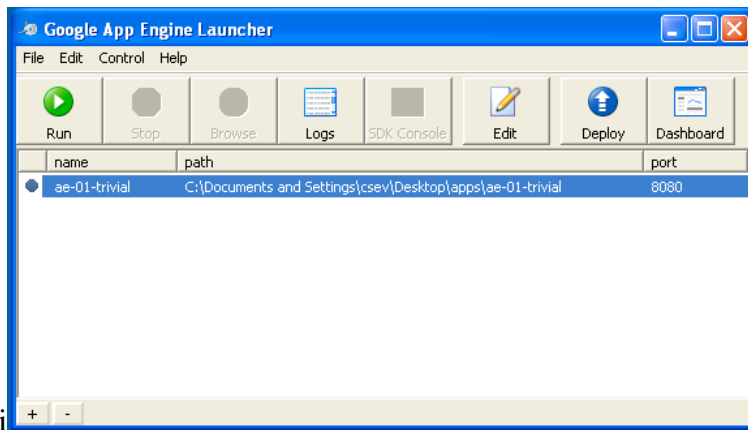 Google App Engine Launcher
File Edit Control Help
Run Stop Browse Logs SDK Console Edit Deploy Dashboard
name path port
ae-01-trivial C:\Documents and Settings\csev\Desktop\apps\ae-01-trivial 8080
i + -